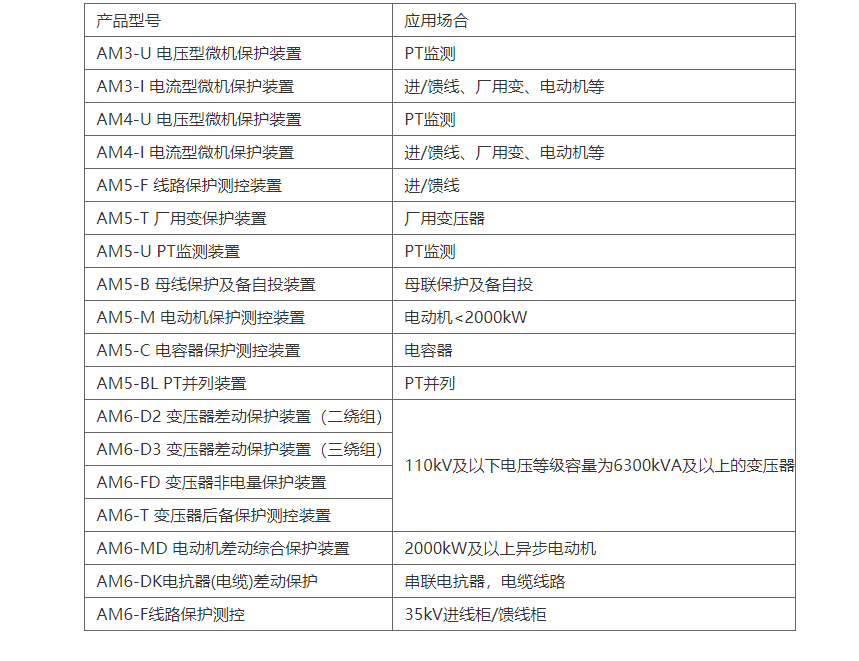 产品型号 应用场合
AM3-U 电压型微机保护装置 PT监测
AM3-I 电流型微机保护装置 进/馈线、厂用变、电动机等
AM4-U 电压型微机保护装置 PT监测
AM4-I 电流型微机保护装置 进/馈线、厂用变、电动机等
AM5-F 线路保护测控装置 进/馈线
AM5-T 厂用变保护装置 厂用变压器
AM5-U PT监测装置 PT监测
AM5-B 母线保护及备自投装置 母联保护及备自投
AM5-M 电动机保护测控装置 电动机<2000kW
AM5-C 电容器保护测控装置 电容器
AM5-BL PT并列装置 PT并列
AM6-D2 变压器差动保护装置（二绕组）
AM6-D3 变压器差动保护装置（三绕组）
110kV及以下电压等级容量为6300kVA及以上的变压器
AM6-FD 变压器非电量保护装置
AM6-T 变压器后备保护测控装置
AM6-MD 电动机差动综合保护装置 2000kW及以上异步电动机
AM6-DK电抗器(电缆)差动保护 串联电抗器，电缆线路
AM6-F线路保护测控 35kV进线柜/馈线柜